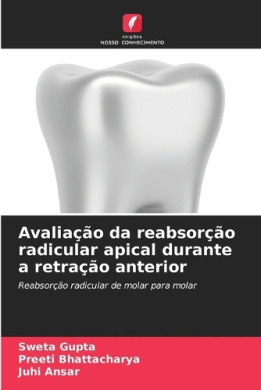 edições
NOSSO CONHECIMENTO
Avaliação da reabsorção
radicular apical durante
a retração anterior
Reabsorção radicular de molar para molar
Sweta Gupta
Preeti Bhattacharya
Juhi Ansar